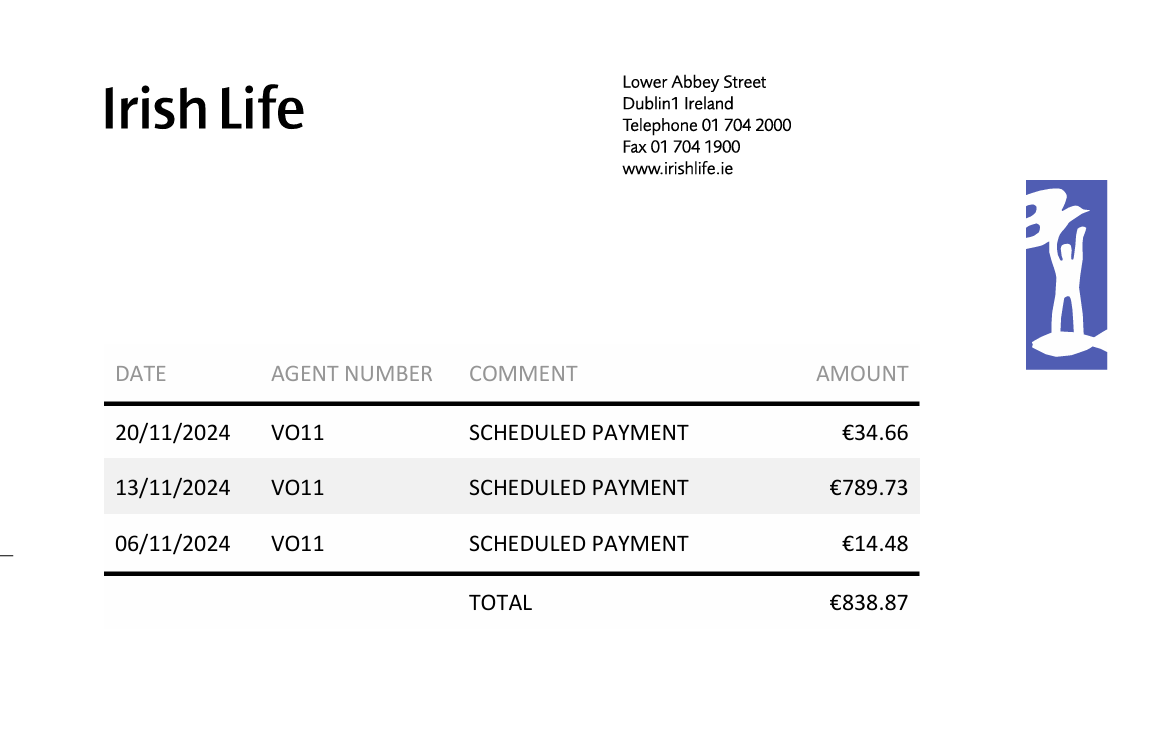 Irish Life
Lower Abbey Street
Dublin1 Ireland
Telephone 01 704 2000
Fax 01 704 1900
www.irishlife.ie
DATE AGENT NUMBER COMMENT AMOUNT
20/11/2024 VO11 SCHEDULED PAYMENT €34.66
13/11/2024 VO11 SCHEDULED PAYMENT €789.73
06/11/2024 VO11 SCHEDULED PAYMENT €14.48
TOTAL €838.87